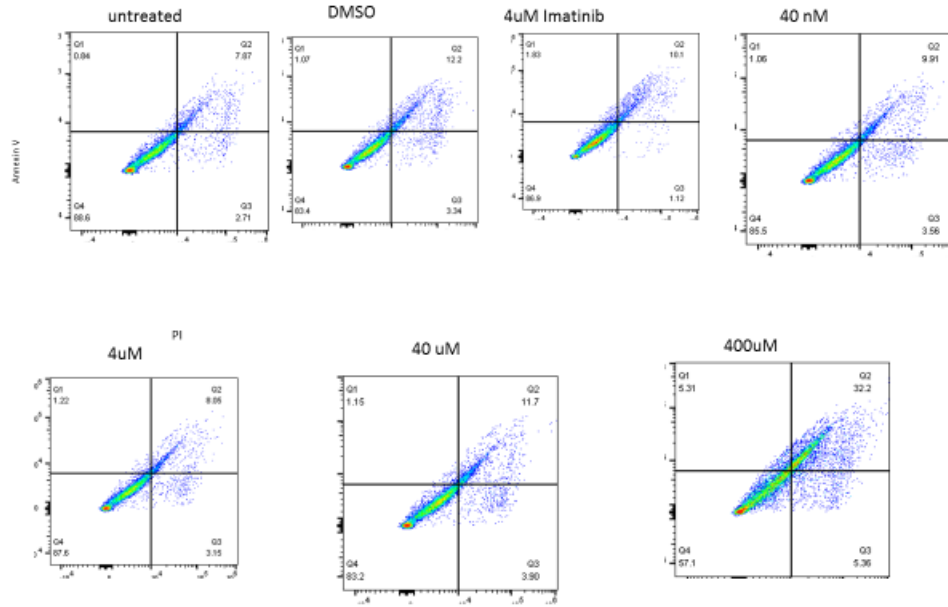 untreated
DMSO
4uM Imatinib
40 nM
Q1
0.84
Q2
7.87
Q4
88.6
Q3
2.71
Q1
1.07
Q2
12.2
Q4
83.4
Q3
3.34
Q1
1.83
Q2
10.1
Q4
86.9
Q3
1.12
Q1
1.06
Q2
9.91
Q4
85.5
Q3
3.56
Annexin V
PI
4uM
40 uM
400uM
Q1
1.22
Q2
8.05
Q4
87.6
Q3
3.15
Q1
1.15
Q2
11.7
Q4
83.2
Q3
3.90
Q1
5.31
Q2
32.2
Q4
57.1
Q3
5.36